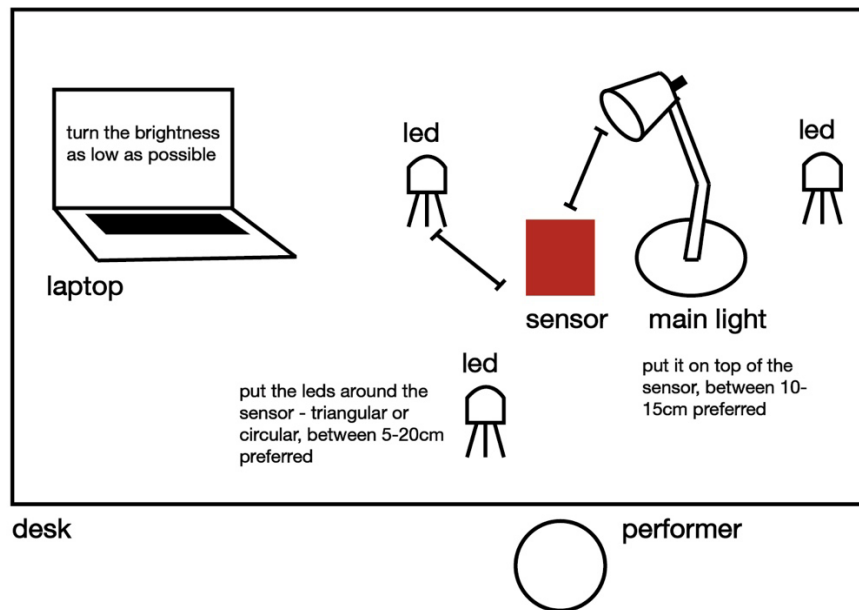 turn the brightness
as low as possible
laptop
led
led
sensor
main light
put it on top of the
sensor, between 10-
15cm preferred
led
put the leds around the
sensor - triangular or
circular, between 5-20cm
preferred
desk
performer